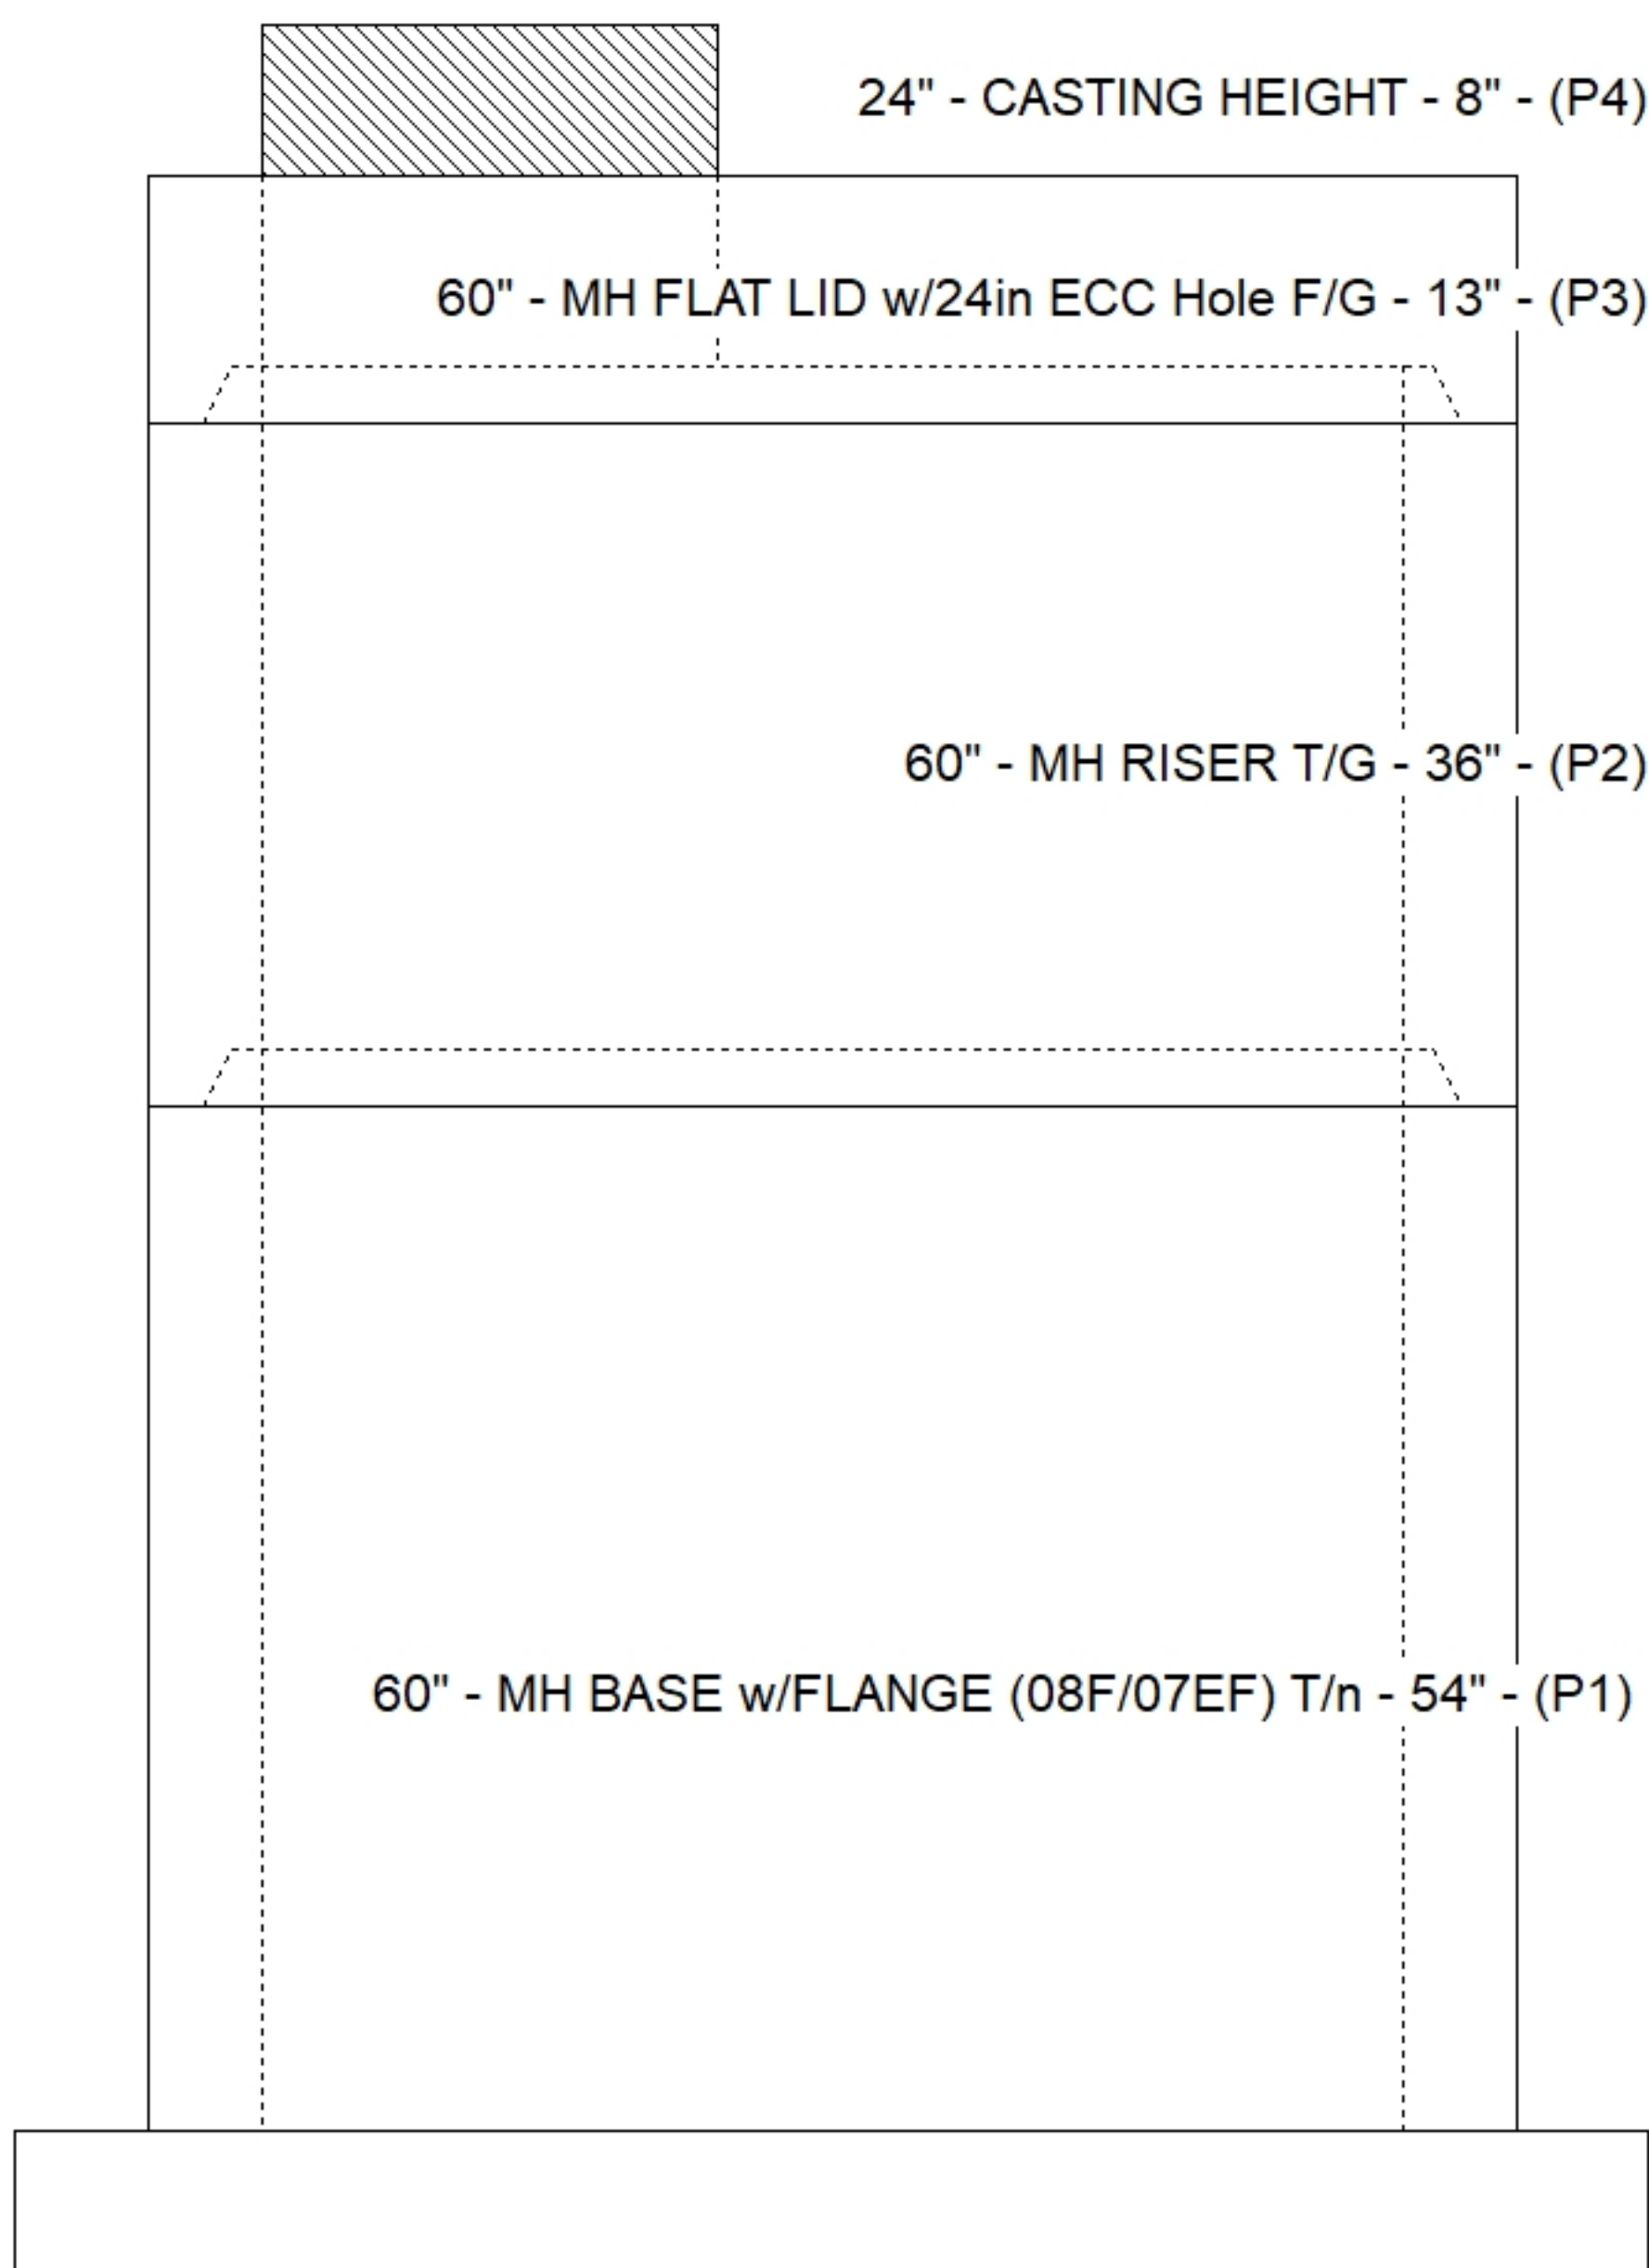 24" - CASTING HEIGHT - 8" - (P4)
60" - MH FLAT LID w/24in ECC Hole F/G - 13" - (P3)
60" - MH RISER T/G - 36" - (P2)
60" - MH BASE w/FLANGE (08F/07EF) T/n - 54" - (P1)